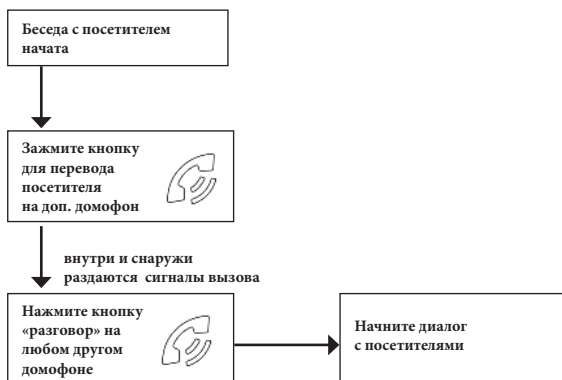 Беседа с посетителем
начата
Зажмите кнопку
для перевода
посетителя
на доп. домофон
внутри и снаружи
раздаются сигналы вызова
Нажмите кнопку
«разговор» на
любом другом
домофоне
Начните диалог
с посетителями